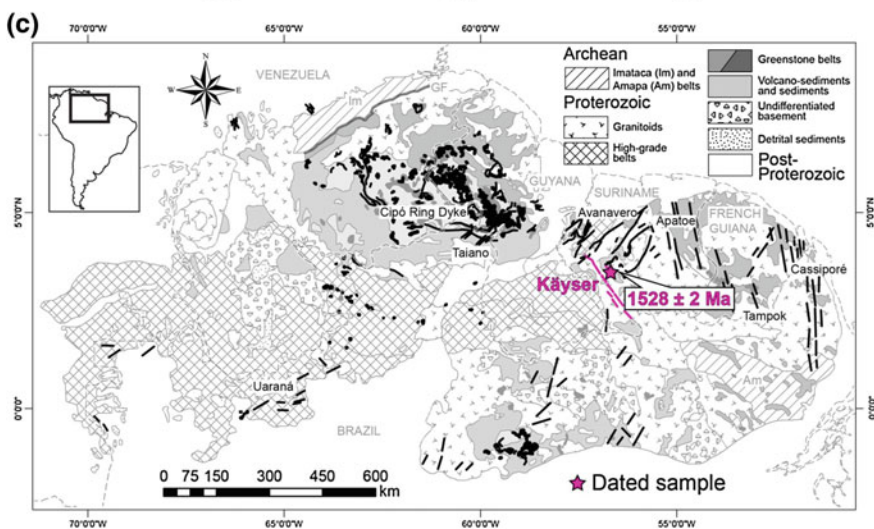 (c)
70°0'0"W 65°0'0"W 60°0'0"W 55°0'0"W
N
W E
S
VENEZUELA
Im
GF
GUYANA
SURINAME
FRENCH
GUIANA
BRAZIL
Am
Archean
Imataca (Im) and
Amapa (Am) belts
Proterozoic
Granitoids
High-grade
belts
Greenstone belts
Volcano-sediments
and sediments
Undifferentiated
basement
Detrital sediments
Post-
Proterozoic
5°0'0"N
5°0'0"N
Cipó Ring Dyke
Taiano
Avanavero
Apatoe
Cassiporé
Käyser
1528 ± 2 Ma
Tampok
Uaraná
0°0'0"
0°0'0"
0 75 150 300 450 600
km
Dated sample
70°0'0"W 65°0'0"W 60°0'0"W 55°0'0"W